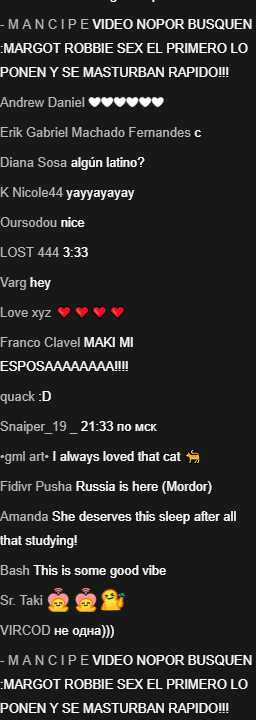 - M A N C I P E VIDEO NOPOR BUSQUEN
:MARGOT ROBBIE SEX EL PRIMERO LO
PONEN Y SE MASTURBAN RAPIDO!!!
Andrew Daniel 🤍🤍🤍🤍🤍🤍
Erik Gabriel Machado Fernandes c
Diana Sosa algún latino?
K Nicole44 yayyayayay
Oursodou nice
LOST 444 3:33
Varg hey
Love xyz ❤️ ❤️ ❤️ ❤️
Franco Clavel MAKI MI
ESPOSAAAAAAAA!!!!
quack :D
Snaiper_19 _ 21:33 по мск
•gml art• I always loved that cat 🐈
Fidivr Pusha Russia is here (Mordor)
Amanda She deserves this sleep after all
that studying!
Bash This is some good vibe
Sr. Taki
VIRCOD не одна)))
- M A N C I P E VIDEO NOPOR BUSQUEN
:MARGOT ROBBIE SEX EL PRIMERO LO
PONEN Y SE MASTURBAN RAPIDO!!!